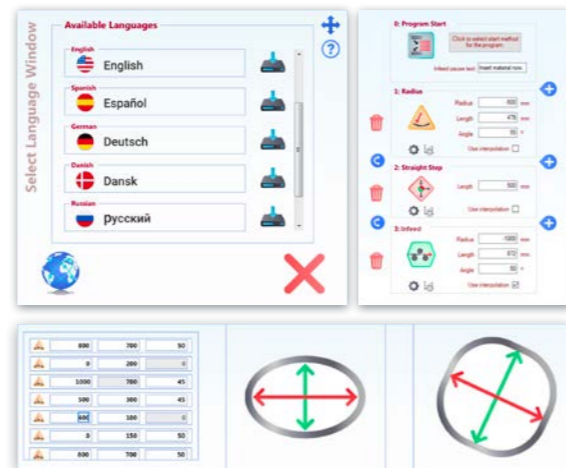 Select Language Window
Available Languages
English
English
Spanish
Español
German
Deutsch
Danish
Dansk
Russian
русский
0: Program Start
Click to select start method
for the program.
Infeed pause text Insert material now.
1: Radius
Radius -500 mm
Length 476 mm
Angle 55 °
Use interpolation
2: Straight Step
Length 500 mm
Use interpolation
3: Infeed
Radius -1000 mm
Length 872 mm
Angle 50 °
Use interpolation
800 700 50
0 200 0
1000 700 45
500 300 45
600 100 0
0 150 50
800 700 50